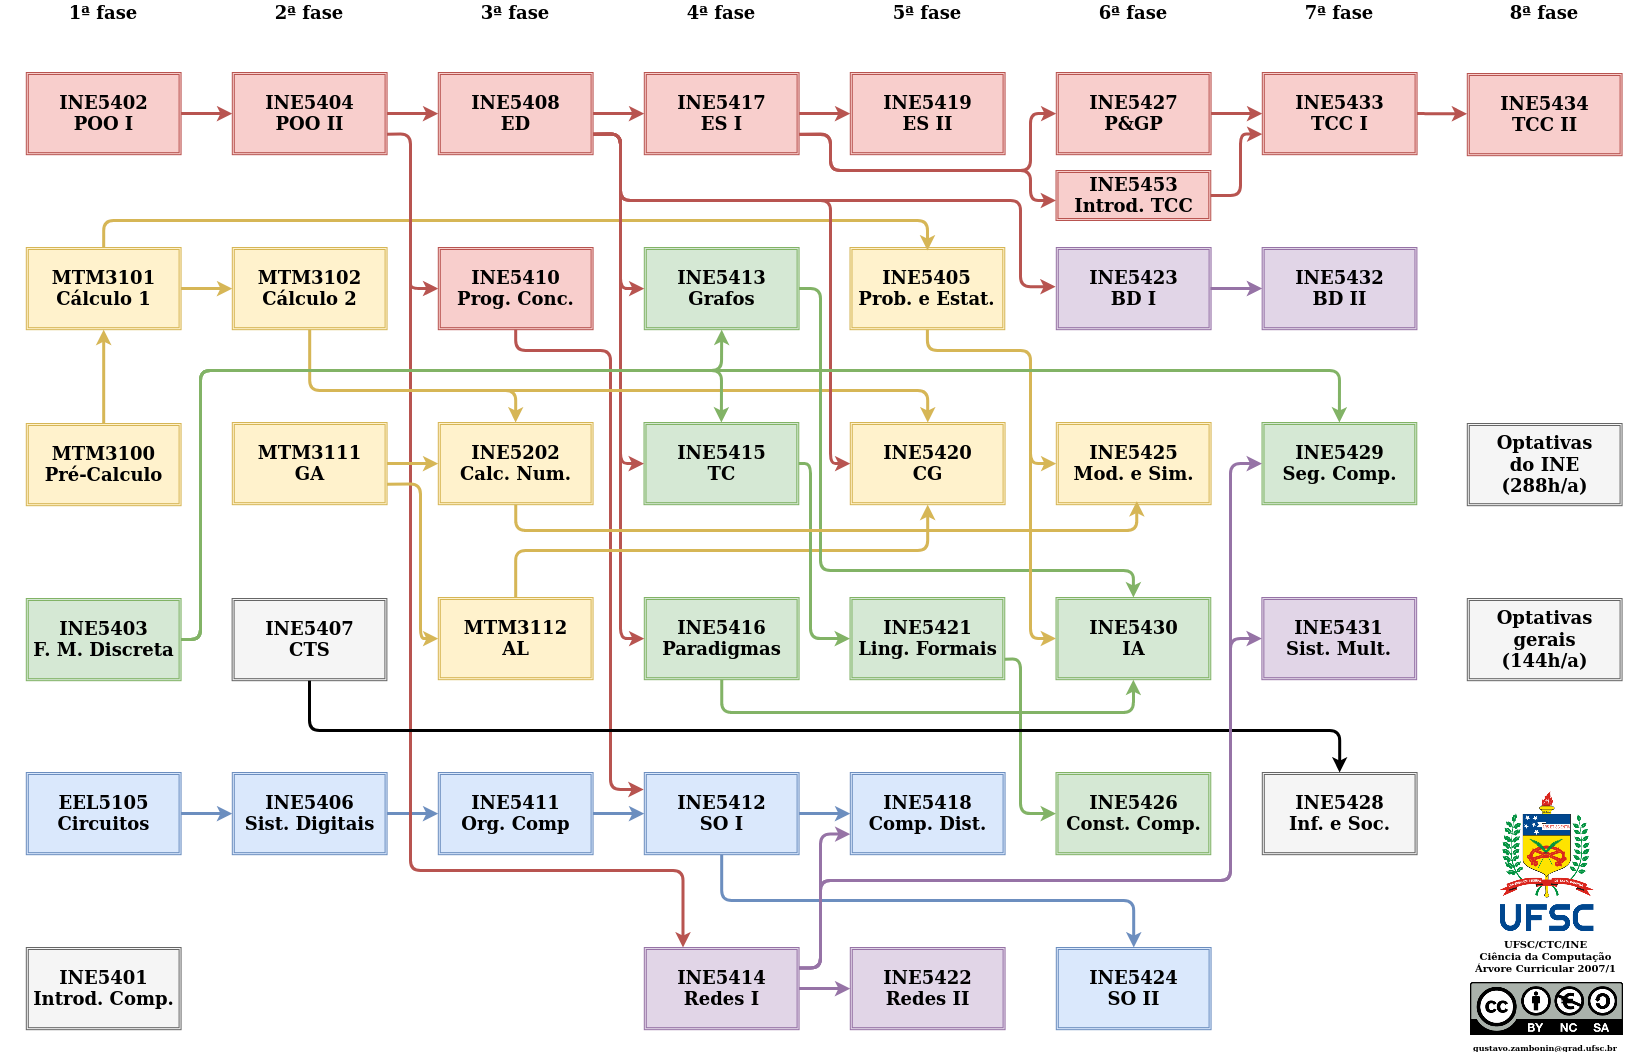 1ª fase
2ª fase
3ª fase
4ª fase
5ª fase
6ª fase
7ª fase
8ª fase
INE5402
POO I
INE5404
POO II
INE5408
ED
INE5417
ES I
INE5419
ES II
INE5427
P&GP
INE5433
TCC I
INE5434
TCC II
INE5453
Introd. TCC
MTM3101
Cálculo 1
MTM3102
Cálculo 2
INE5410
Prog. Conc.
INE5413
Grafos
INE5405
Prob. e Estat.
INE5423
BD I
INE5432
BD II
MTM3100
Pré-Calculo
MTM3111
GA
INE5202
Calc. Num.
INE5415
TC
INE5420
CG
INE5425
Mod. e Sim.
INE5429
Seg. Comp.
Optativas
do INE
(288h/a)
INE5403
F. M. Discreta
INE5407
CTS
MTM3112
AL
INE5416
Paradigmas
INE5421
Ling. Formais
INE5430
IA
INE5431
Sist. Mult.
Optativas
gerais
(144h/a)
EEL5105
Circuitos
INE5406
Sist. Digitais
INE5411
Org. Comp
INE5412
SO I
INE5418
Comp. Dist.
INE5426
Const. Comp.
INE5428
Inf. e Soc.
INE5401
Introd. Comp.
INE5414
Redes I
INE5422
Redes II
INE5424
SO II
UFSC
UFSC/CTC/INE
Ciência da Computação
Árvore Curricular 2007/1
CC
BY NC SA
gustavo.zambonin@grad.ufsc.br